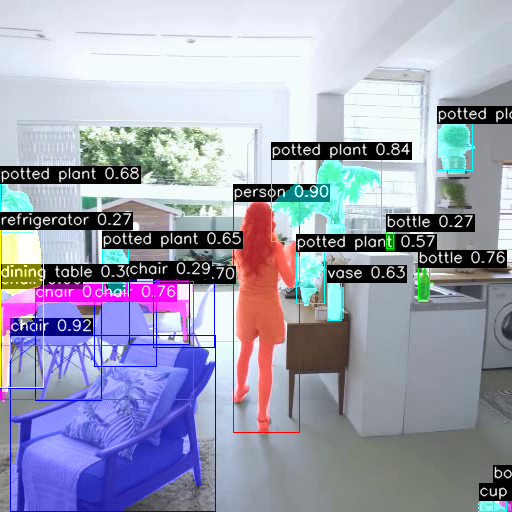 potted pl
potted plant 0.84
potted plant 0.68
person 0.90
refrigerator 0.27
bottle 0.27
potted plant 0.65
potted plant 0.57
bottle 0.76
dining table 0.3
chair 0.29
.70
vase 0.63
chair 0
chair 0.76
chair 0.92
bo
cup